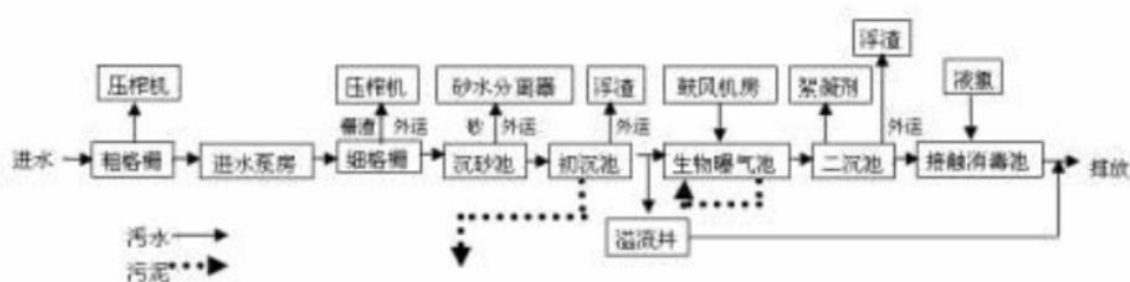 浮渣
压榨机
压榨机
砂水分离器
浮渣
鼓风机房
絮凝剂
液氯
栅渣
外运
砂
外运
外运
外运
进水
粗格栅
进水泵房
细格栅
沉砂池
初沉池
生物曝气池
二沉池
接触消毒池
排放
污水
溢流井
污泥